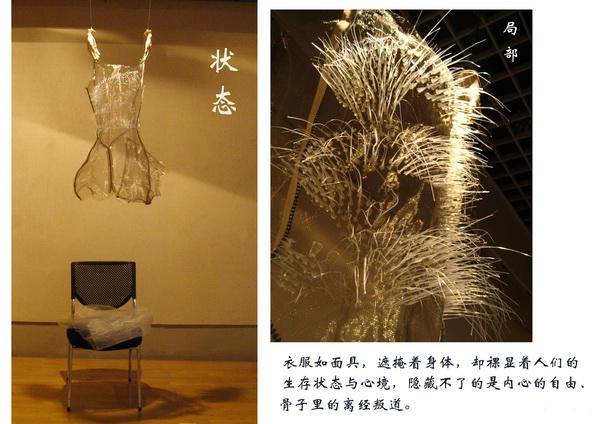 状态
局部
衣服如面具，遮掩着身体，却裸显着人们的
生存状态与心境，隐藏不了的是内心的自由、
骨子里的离经叛道。